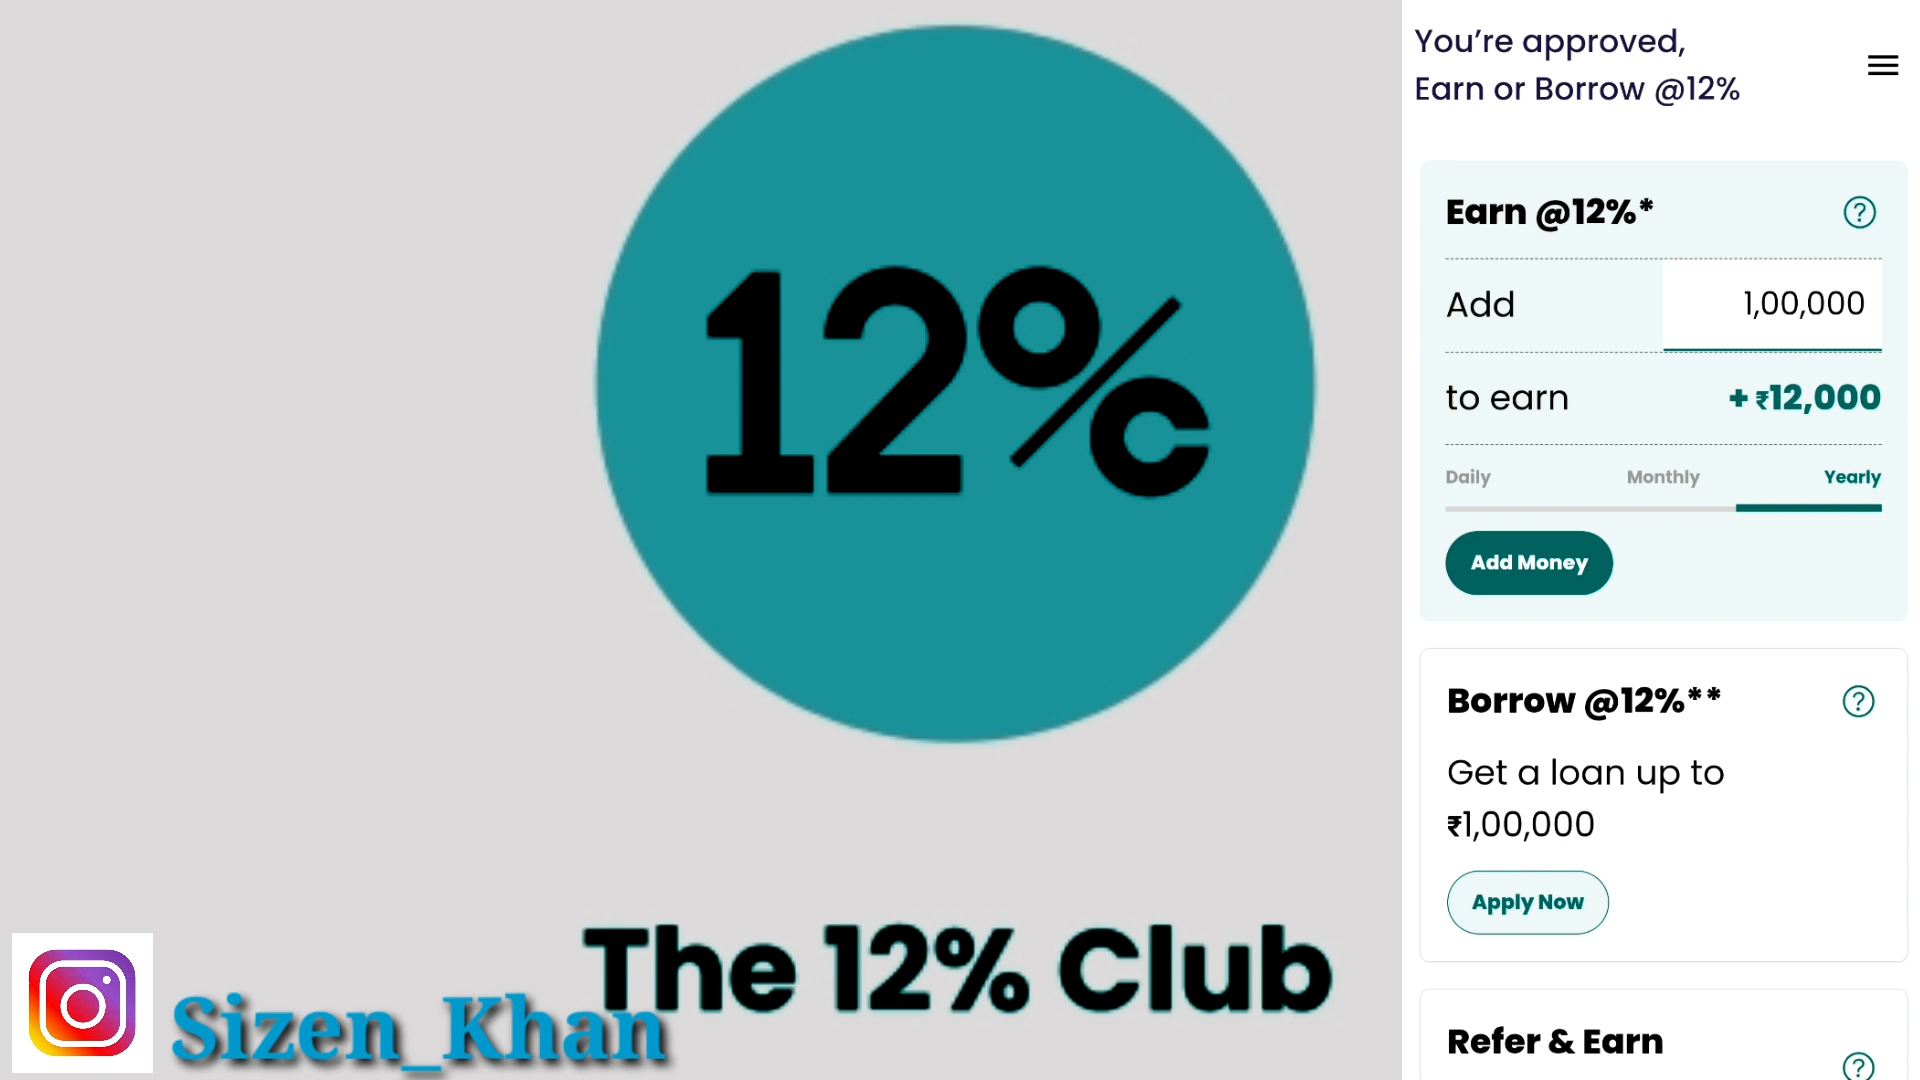 12%
The 12% Club
Sizen_Khan
You're approved,
Earn or Borrow @12%
Earn @12%*
?
Add 1,00,000
to earn + ₹12,000
Daily Monthly Yearly
Add Money
Borrow @12%**
?
Get a loan up to
₹1,00,000
Apply Now
Refer & Earn
?